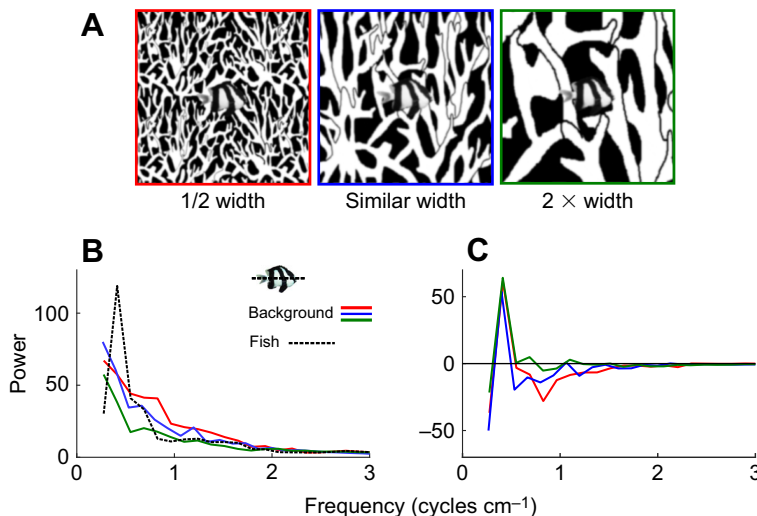 A
1/2 width
Similar width
2 × width
B
C
Power
100
50
0
0
1
2
3
Background
Fish
50
0
–50
0
1
2
3
Frequency (cycles cm–1)